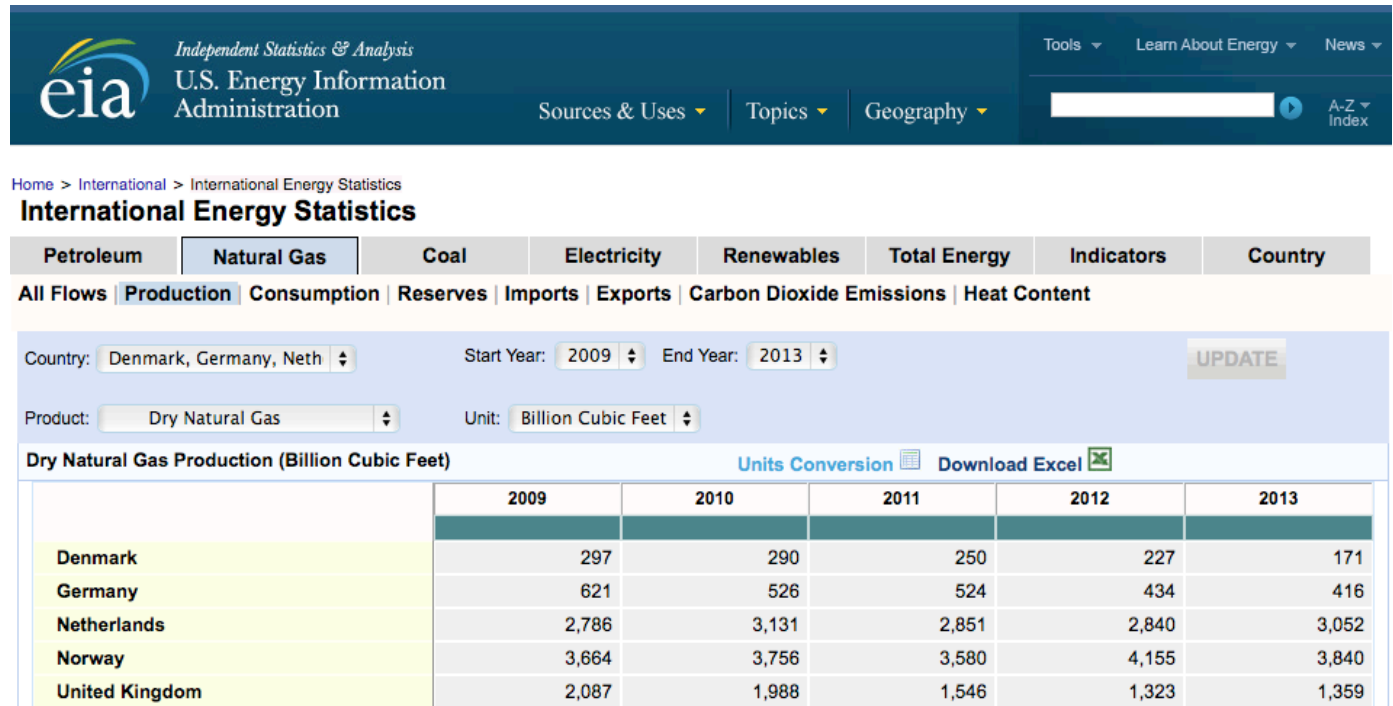 eia
Independent Statistics & Analysis
U.S. Energy Information
Administration
Sources & Uses
Topics
Geography
Tools
Learn About Energy
News
A-Z
Index
Home > International > International Energy Statistics
International Energy Statistics
Petroleum Natural Gas Coal Electricity Renewables Total Energy Indicators Country
All Flows | Production | Consumption | Reserves | Imports | Exports | Carbon Dioxide Emissions | Heat Content
Country: Denmark, Germany, Neth Start Year: 2009 End Year: 2013 UPDATE
Product: Dry Natural Gas Unit: Billion Cubic Feet
Dry Natural Gas Production (Billion Cubic Feet) Units Conversion Download Excel
2009 2010 2011 2012 2013
Denmark 297 290 250 227 171
Germany 621 526 524 434 416
Netherlands 2,786 3,131 2,851 2,840 3,052
Norway 3,664 3,756 3,580 4,155 3,840
United Kingdom 2,087 1,988 1,546 1,323 1,359